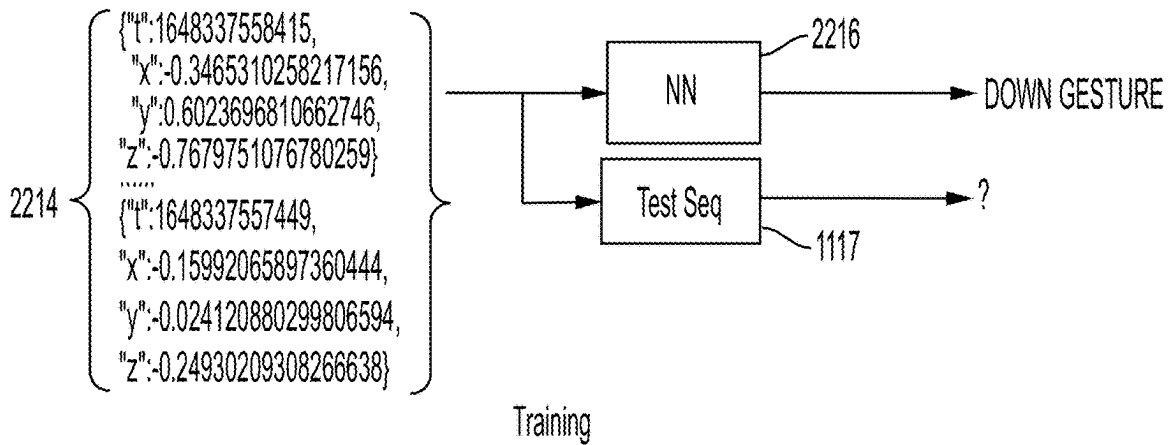 {"t":1648337558415,
"x":-0.3465310258217156,
"y":0.6023696810662746,
"z":-0.7679751076780259}
......
{"t":1648337557449,
"x":-0.15992065897360444,
"y":-0.024120880299806594,
"z":-0.24930209308266638}
2214
2216
NN
DOWN GESTURE
Test Seq
?
1117
Training